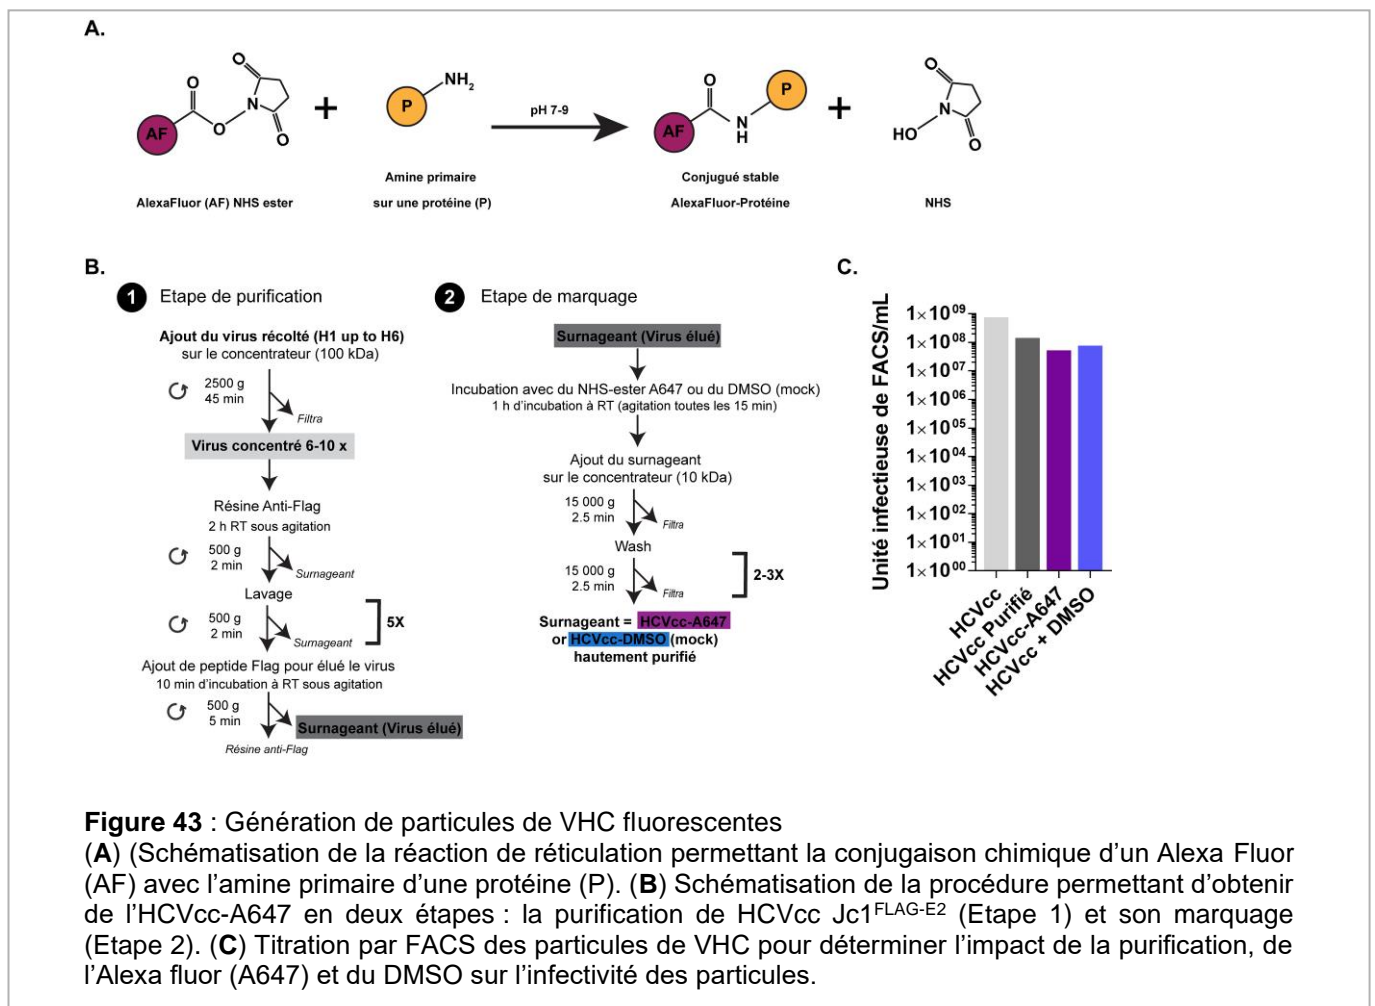 A.
O
O
O
N
O
AF
+
P
NH2
pH 7-9
O
P
AF
N
H
+
O
N
HO
O
AlexaFluor (AF) NHS ester
Amine primaire
sur une protéine (P)
Conjugué stable
AlexaFluor-Protéine
NHS
B.
1 Etape de purification
Ajout du virus récolté (H1 up to H6)
sur le concentrateur (100 kDa)
2500 g
45 min
Filtra
Virus concentré 6-10 x
Résine Anti-Flag
2 h RT sous agitation
500 g
2 min
Surnageant
Lavage
500 g
2 min
Surnageant
5X
Ajout de peptide Flag pour élué le virus
10 min d'incubation à RT sous agitation
500 g
5 min
Surnageant (Virus élué)
Résine anti-Flag
2 Etape de marquage
Surnageant (Virus élué)
Incubation avec du NHS-ester A647 ou du DMSO (mock)
1 h d'incubation à RT (agitation toutes les 15 min)
Ajout du surnageant
sur le concentrateur (10 kDa)
15 000 g
2.5 min
Filtra
Wash
15 000 g
2.5 min
Filtra
2-3X
Surnageant = HCVcc-A647
or HCVcc-DMSO (mock)
hautement purifié
C.
Unité infectieuse de FACS/mL
1×10⁰⁹
1×10⁰⁸
1×10⁰⁷
1×10⁰⁶
1×10⁰⁵
1×10⁰⁴
1×10⁰³
1×10⁰²
1×10⁰¹
1×10⁰⁰
HCVcc
HCVcc Purifié
HCVcc-A647
HCVcc + DMSO
Figure 43 : Génération de particules de VHC fluorescentes
(A) (Schématisation de la réaction de réticulation permettant la conjugaison chimique d'un Alexa Fluor
(AF) avec l'amine primaire d'une protéine (P). (B) Schématisation de la procédure permettant d'obtenir
de l'HCVcc-A647 en deux étapes : la purification de HCVcc Jc1FLAG-E2 (Etape 1) et son marquage
(Etape 2). (C) Titration par FACS des particules de VHC pour déterminer l'impact de la purification, de
l'Alexa fluor (A647) et du DMSO sur l'infectivité des particules.